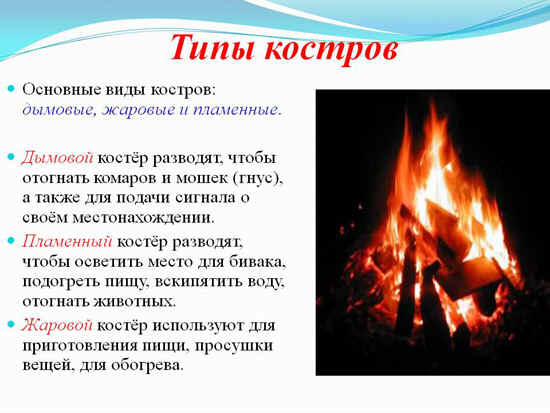 Типы костров
Основные виды костров:
дымовые, жаровые и пламенные.
Дымовой костёр разводят, чтобы
отогнать комаров и мошек (гнус),
а также для подачи сигнала о
своём местонахождении.
Пламенный костёр разводят,
чтобы осветить место для бивака,
подогреть пищу, вскипятить воду,
отогнать животных.
Жаровой костёр используют для
приготовления пищи, просушки
вещей, для обогрева.